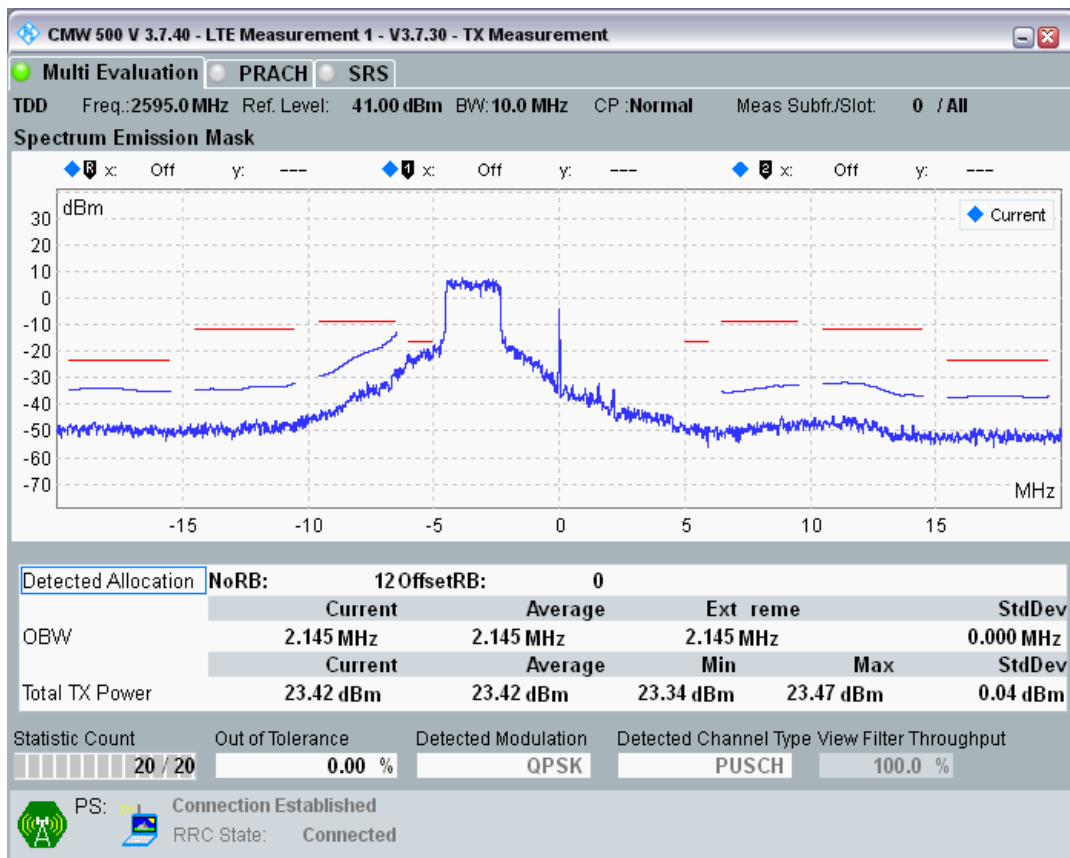 CMW 500 V 3.7.40 - LTE Measurement 1 - V3.7.30 - TX Measurement
Multi Evaluation PRACH SRS
TDD Freq.:2595.0 MHz Ref. Level: 41.00 dBm BW:10.0 MHz CP :Normal Meas Subfr./Slot: 0 / All
Spectrum Emission Mask
R x: Off y: --- 1 x: Off y: --- 2 x: Off y: ---
dBm
Current
30
20
10
0
-10
-20
-30
-40
-50
-60
-70
MHz
-15 -10 -5 0 5 10 15
Detected Allocation NoRB: 12 OffsetRB: 0
Current Average Ext reme StdDev
OBW 2.145 MHz 2.145 MHz 2.145 MHz 0.000 MHz
Current Average Min Max StdDev
Total TX Power 23.42 dBm 23.42 dBm 23.34 dBm 23.47 dBm 0.04 dBm
Statistic Count Out of Tolerance Detected Modulation Detected Channel Type View Filter Throughput
20 / 20 0.00 % QPSK PUSCH 100.0 %
PS: Connection Established
RRC State: Connected